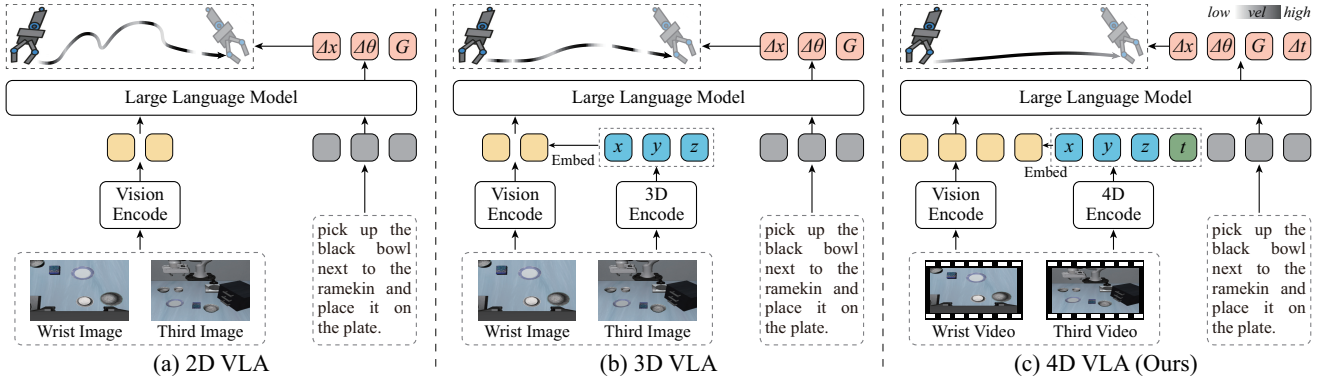 Δx Δθ G
Large Language Model
Vision
Encode
pick up the
black bowl
next to the
ramekin and
place it on
the plate.
Wrist Image Third Image
(a) 2D VLA
Δx Δθ G
Large Language Model
Embed
x y z
Vision
Encode
3D
Encode
pick up the
black bowl
next to the
ramekin and
place it on
the plate.
Wrist Image Third Image
(b) 3D VLA
low vel high
Δx Δθ G Δt
Large Language Model
Embed
x y z t
Vision
Encode
4D
Encode
pick up the
black bowl
next to the
ramekin and
place it on
the plate.
Wrist Video Third Video
(c) 4D VLA (Ours)